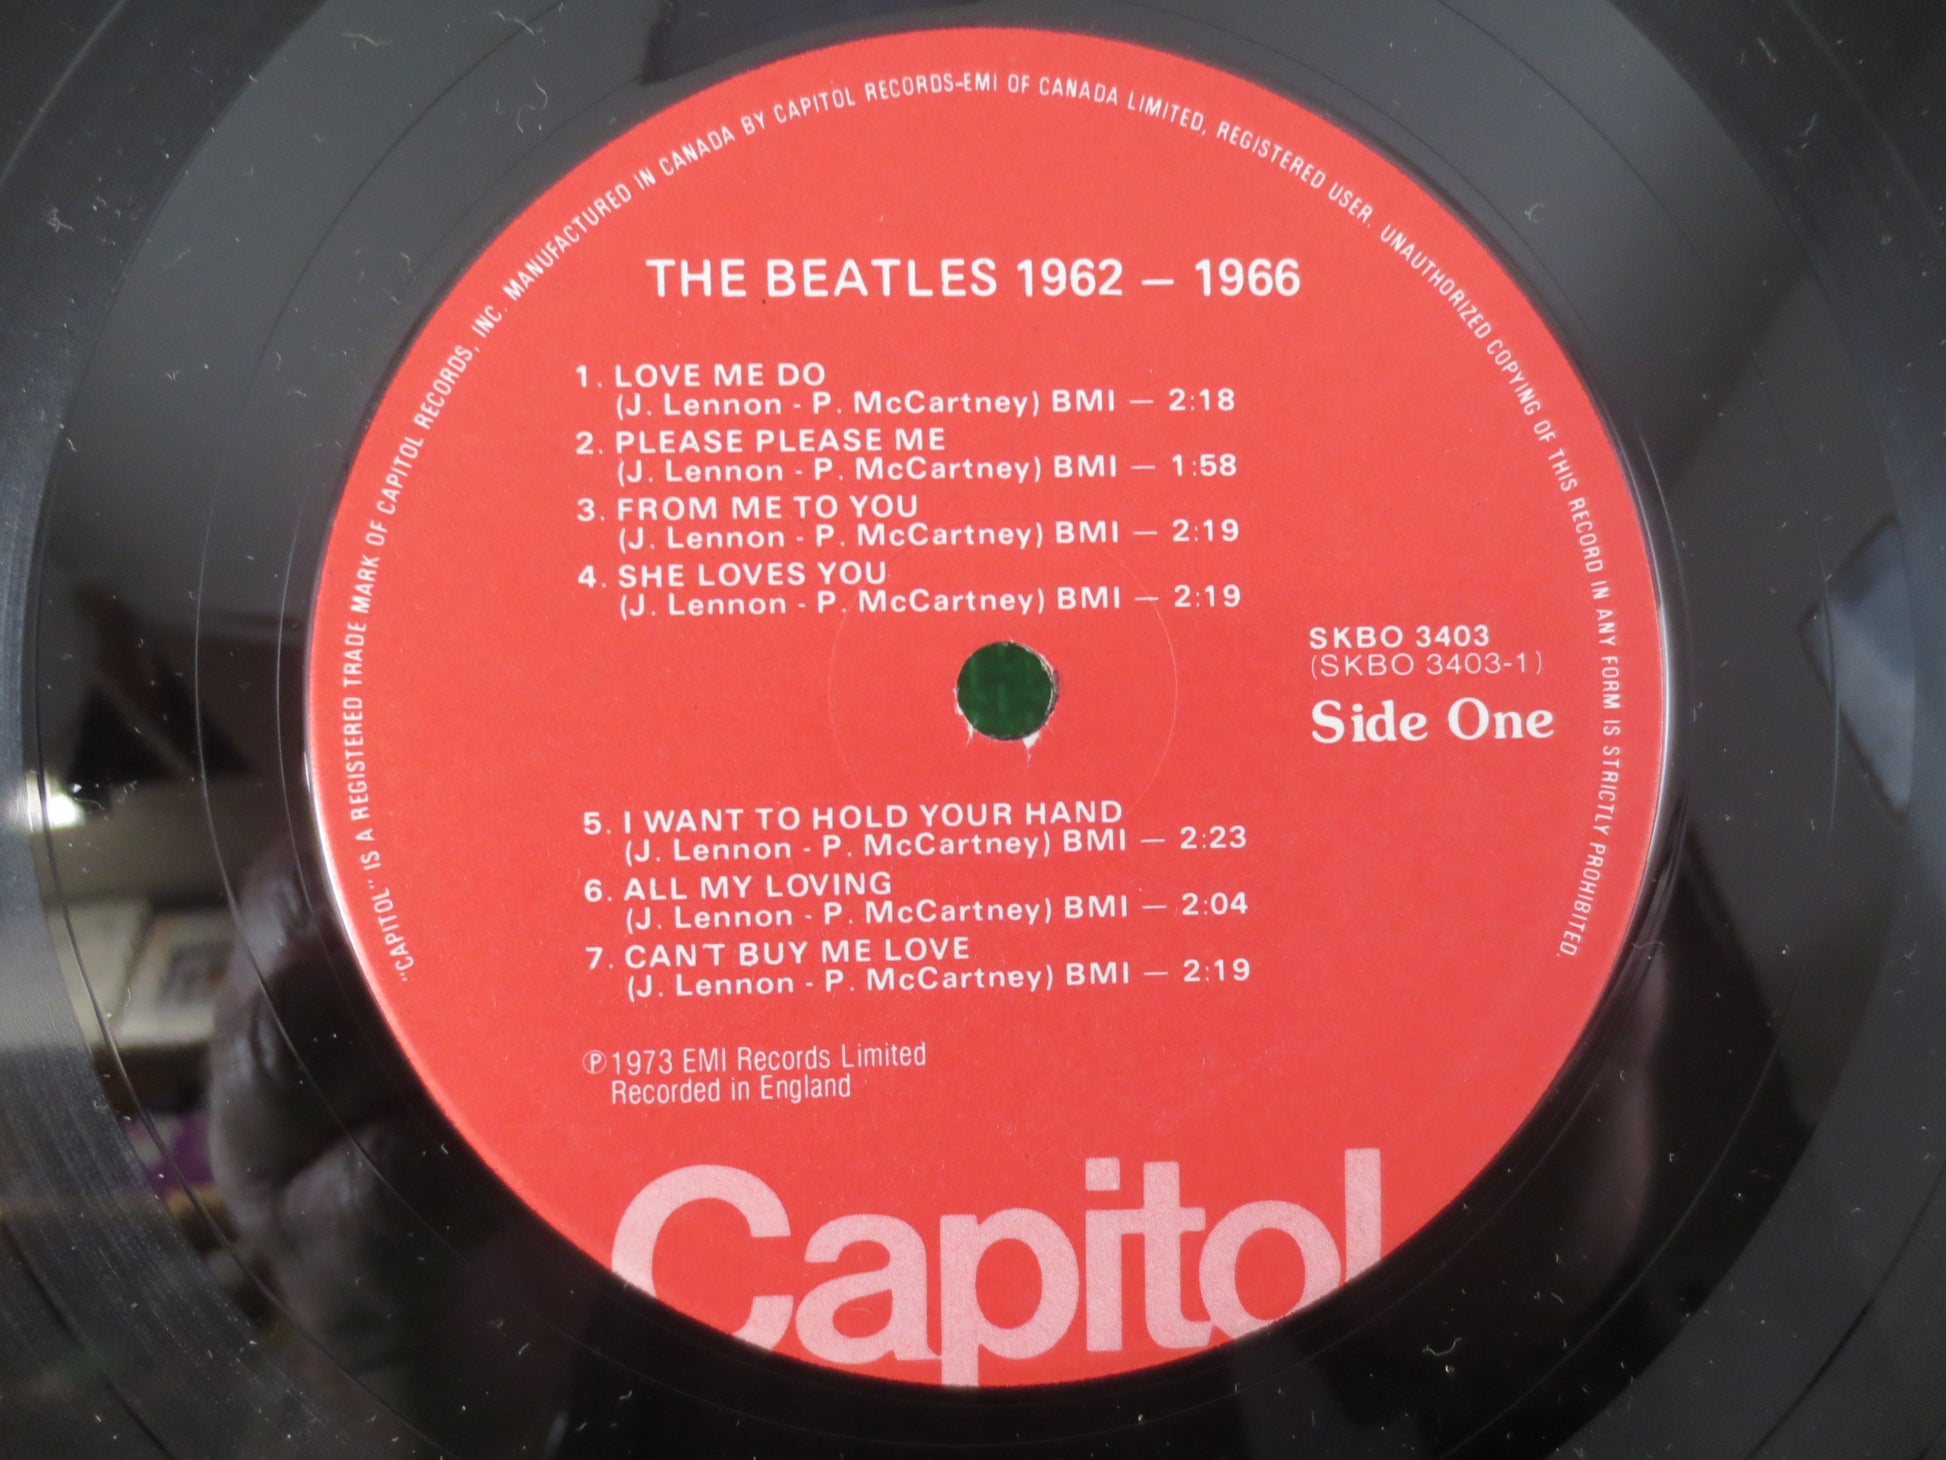 "CAPITOL" IS A REGISTERED TRADE MARK OF CAPITOL RECORDS, INC. MANUFACTURED IN CANADA BY CAPITOL RECORDS-EMI OF CANADA LIMITED, REGISTERED USER. UNAUTHORIZED COPYING OF THIS RECORD IN ANY FORM IS STRICTLY PROHIBITED.
THE BEATLES 1962 – 1966
1. LOVE ME DO
(J. Lennon - P. McCartney) BMI — 2:18
2. PLEASE PLEASE ME
(J. Lennon - P. McCartney) BMI — 1:58
3. FROM ME TO YOU
(J. Lennon - P. McCartney) BMI — 2:19
4. SHE LOVES YOU
(J. Lennon - P. McCartney) BMI — 2:19
SKBO 3403
(SKBO 3403-1)
Side One
5. I WANT TO HOLD YOUR HAND
(J. Lennon - P. McCartney) BMI — 2:23
6. ALL MY LOVING
(J. Lennon - P. McCartney) BMI — 2:04
7. CAN'T BUY ME LOVE
(J. Lennon - P. McCartney) BMI — 2:19
℗ 1973 EMI Records Limited
Recorded in England
Capitol